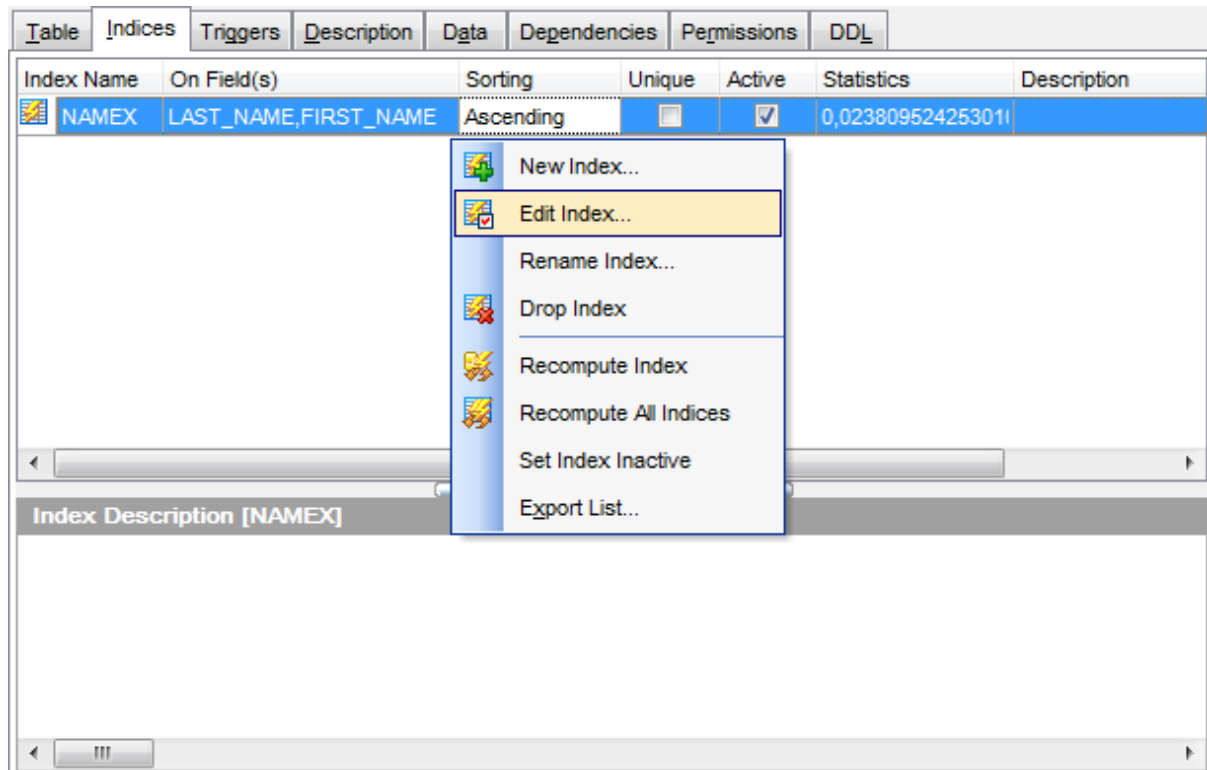 Table Indices Triggers Description Data Dependencies Permissions DDL
Index Name On Field(s) Sorting Unique Active Statistics Description
NAMEX LAST_NAME,FIRST_NAME Ascending 0,023809524253010
New Index...
Edit Index...
Rename Index...
Drop Index
Recompute Index
Recompute All Indices
Set Index Inactive
Export List...
Index Description [NAMEX]